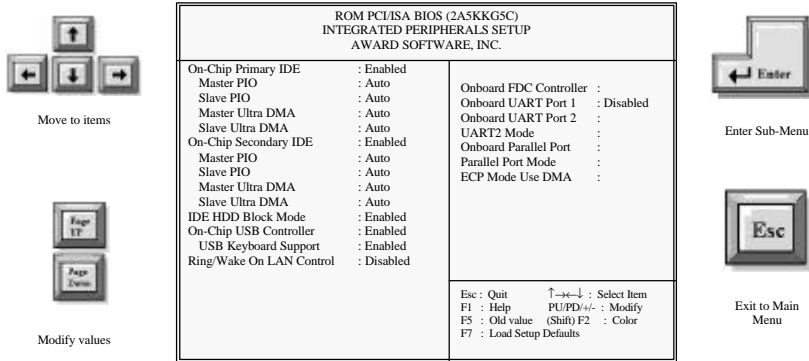 ROM PCI/ISA BIOS (2A5KKG5C)
INTEGRATED PERIPHERALS SETUP
AWARD SOFTWARE, INC.
On-Chip Primary IDE : Enabled
Master PIO : Auto
Slave PIO : Auto
Master Ultra DMA : Auto
Slave Ultra DMA : Auto
On-Chip Secondary IDE : Enabled
Master PIO : Auto
Slave PIO : Auto
Master Ultra DMA : Auto
Slave Ultra DMA : Auto
IDE HDD Block Mode : Enabled
On-Chip USB Controller : Enabled
USB Keyboard Support : Enabled
Ring/Wake On LAN Control : Disabled
Onboard FDC Controller :
Onboard UART Port 1 : Disabled
Onboard UART Port 2 :
UART2 Mode :
Onboard Parallel Port :
Parallel Port Mode :
ECP Mode Use DMA :
Esc : Quit ↑→←↓ : Select Item
F1 : Help PU/PD/+/- : Modify
F5 : Old value (Shift) F2 : Color
F7 : Load Setup Defaults
Move to items
Page
UP
Page
Down
Modify values
Enter
Enter Sub-Menu
Esc
Exit to Main
Menu